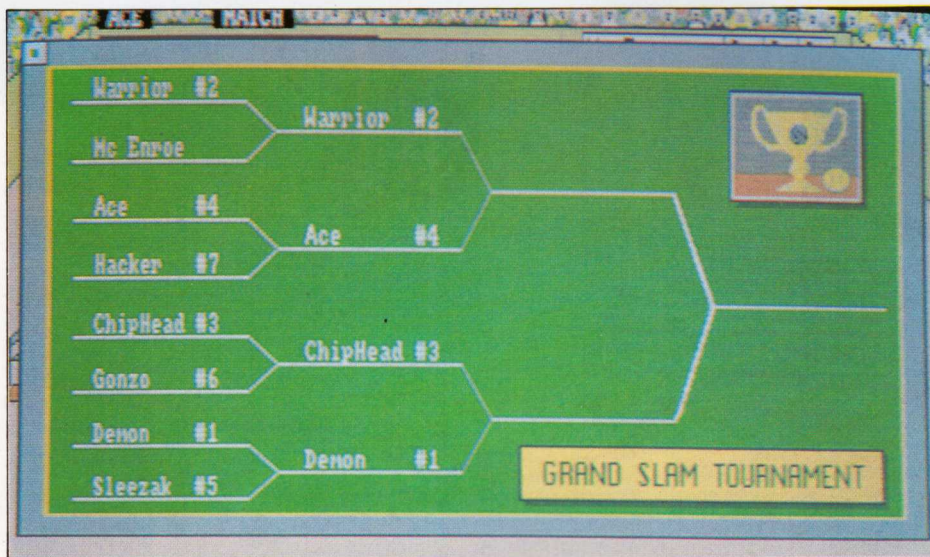 ACE MATCH
Warrior #2
Mc Enroe
Ace #4
Hacker #7
ChipHead #3
Gonzo #6
Demon #1
Sleezak #5
Warrior #2
Ace #4
ChipHead #3
Demon #1
GRAND SLAM TOURNAMENT